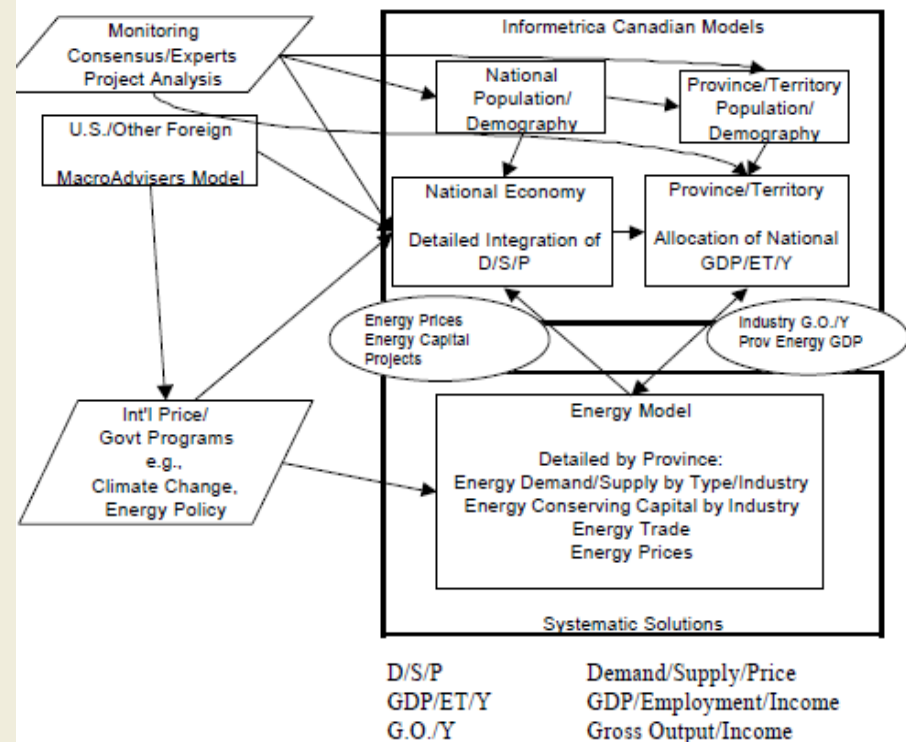 Monitoring
Consensus/Experts
Project Analysis
Informetrica Canadian Models
National
Population/
Demography
Province/Territory
Population/
Demography
U.S./Other Foreign
MacroAdvisers Model
National Economy
Detailed Integration of
D/S/P
Province/Territory
Allocation of National
GDP/ET/Y
Energy Prices
Energy Capital
Projects
Industry G.O./Y
Prov Energy GDP
Int'l Price/
Govt Programs
e.g.,
Climate Change,
Energy Policy
Energy Model
Detailed by Province:
Energy Demand/Supply by Type/Industry
Energy Conserving Capital by Industry
Energy Trade
Energy Prices
Systematic Solutions
D/S/P Demand/Supply/Price
GDP/ET/Y GDP/Employment/Income
G.O./Y Gross Output/Income